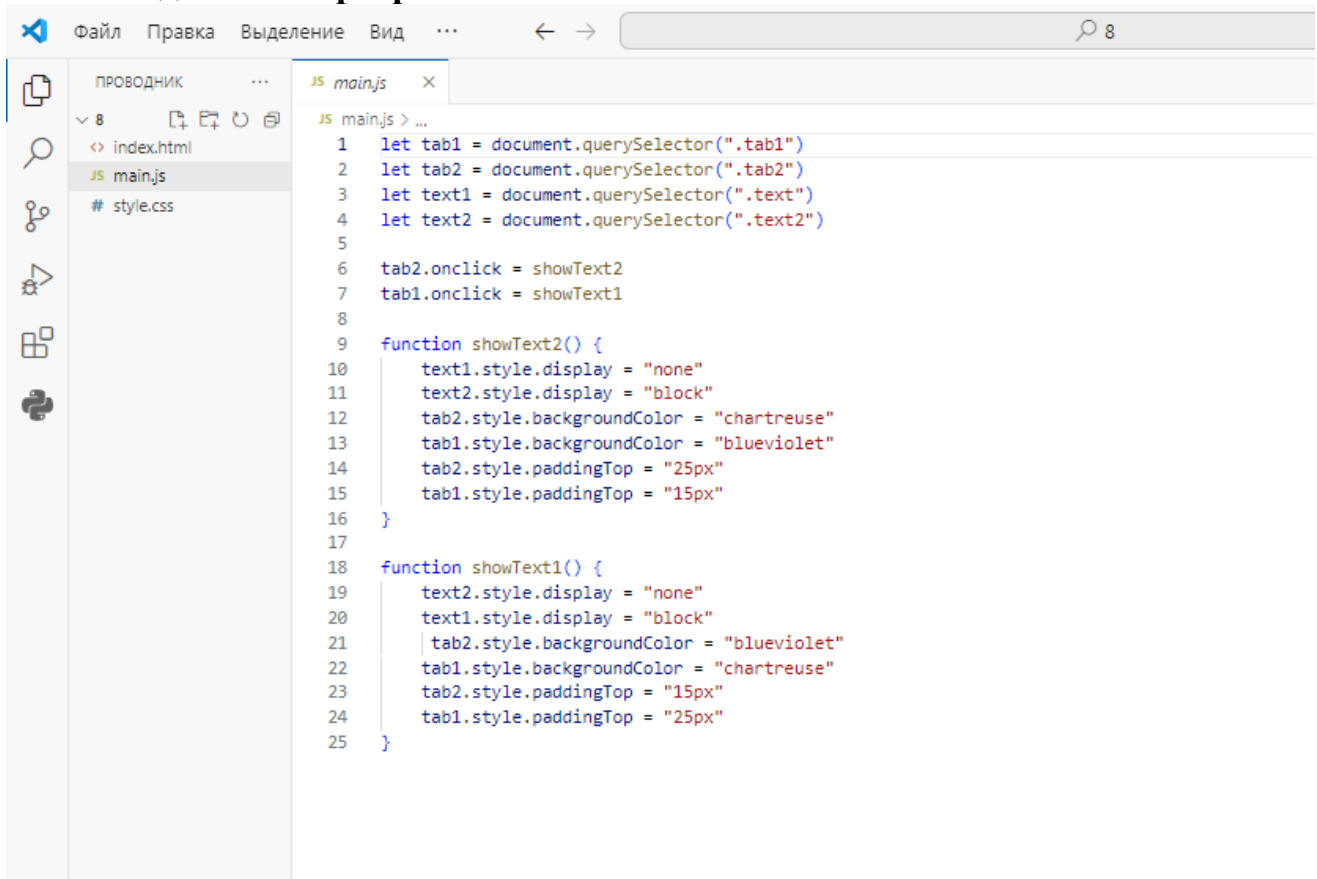 Файл Правка Выделение Вид ··· ← → 8
ПРОВОДНИК ···
JS main.js ×
8
JS main.js > ...
<> index.html
JS main.js
# style.css
1 let tab1 = document.querySelector(".tab1")
2 let tab2 = document.querySelector(".tab2")
3 let text1 = document.querySelector(".text")
4 let text2 = document.querySelector(".text2")
5
6 tab2.onclick = showText2
7 tab1.onclick = showText1
8
9 function showText2() {
10 text1.style.display = "none"
11 text2.style.display = "block"
12 tab2.style.backgroundColor = "chartreuse"
13 tab1.style.backgroundColor = "blueviolet"
14 tab2.style.paddingTop = "25px"
15 tab1.style.paddingTop = "15px"
16 }
17
18 function showText1() {
19 text2.style.display = "none"
20 text1.style.display = "block"
21 tab2.style.backgroundColor = "blueviolet"
22 tab1.style.backgroundColor = "chartreuse"
23 tab2.style.paddingTop = "15px"
24 tab1.style.paddingTop = "25px"
25 }